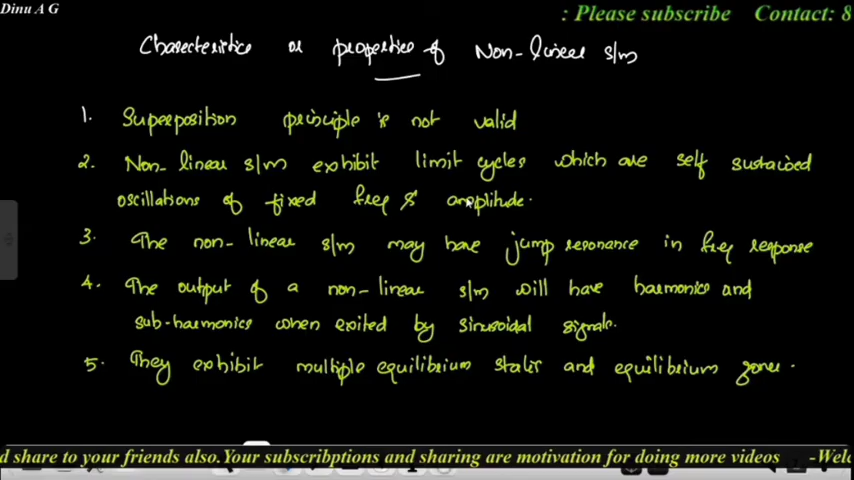 Dinu A G
: Please subscribe Contact: 8
Charecteristics or properties of Non-linear s/m
1. Superposition principle is not valid
2. Non-linear s/m exhibit limit cycles which are self sustained
oscillations of fixed freq & amplitude.
3. The non-linear s/m may have jump resonance in freq response
4. The output of a non-linear s/m will have harmonics and
sub-harmonics when exited by sinusoidal signals.
5. They exhibit multiple equilibrium states and equilibrium zones.
d share to your friends also.Your subscribptions and sharing are motivation for doing more videos -Welc